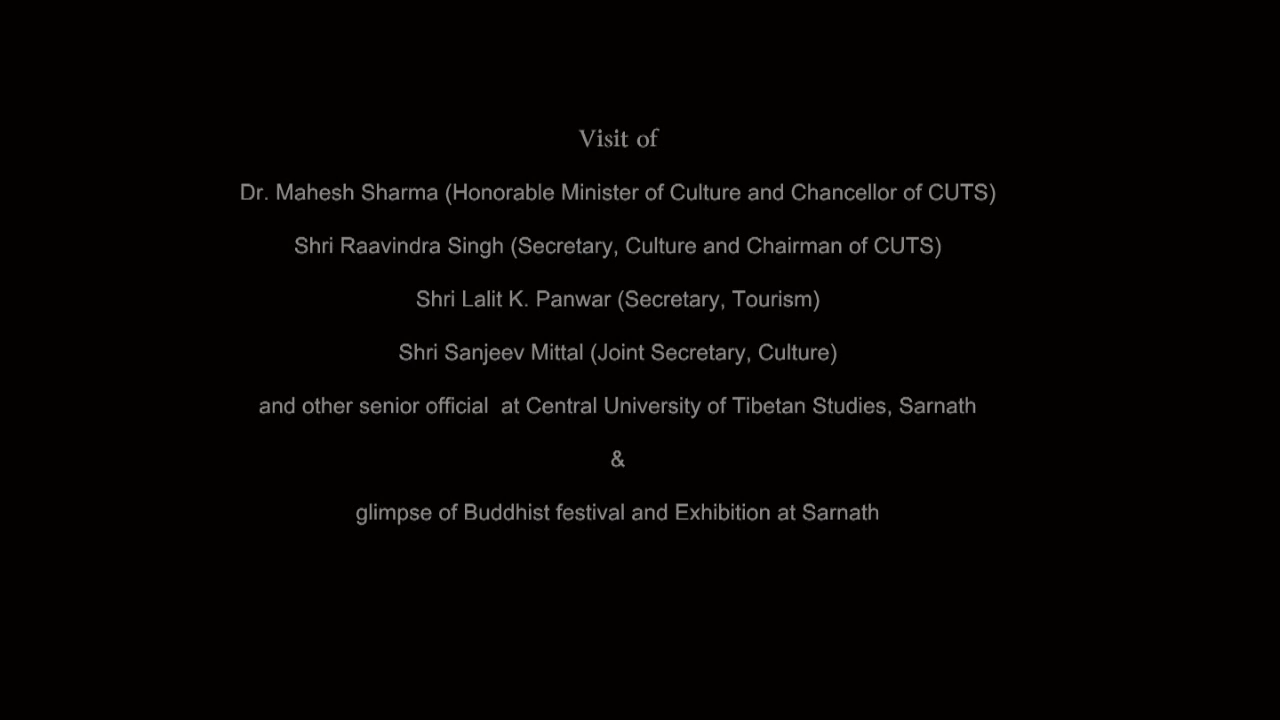 Visit of
Dr. Mahesh Sharma (Honorable Minister of Culture and Chancellor of CUTS)
Shri Raavindra Singh (Secretary, Culture and Chairman of CUTS)
Shri Lalit K. Panwar (Secretary, Tourism)
Shri Sanjeev Mittal (Joint Secretary, Culture)
and other senior official  at Central University of Tibetan Studies, Sarnath
&
glimpse of Buddhist festival and Exhibition at Sarnath